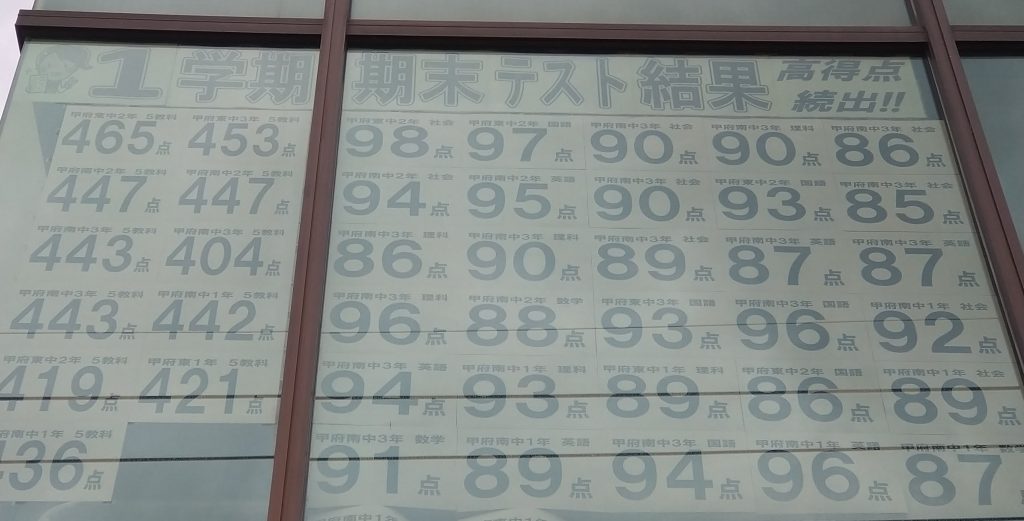 1学期 期末テスト結果 高得点
続出!!
甲府東中2年 5教科 甲府東中3年 5教科 甲府東中2年 社会 甲府東中2年 国語 甲府南中3年 社会 甲府南中3年 理科 甲府南中3年 社会
465点 453点 98点 97点 90点 90点 86点
甲府南中2年 5教科 甲府南中2年 5教科 甲府南中2年 社会 甲府南中2年 英語 甲府南中3年 社会 甲府東中2年 国語 甲府南中3年 社会
447点 447点 94点 95点 90点 93点 85点
甲府南中3年 5教科 甲府南中3年 5教科 甲府南中3年 理科 甲府南中3年 理科 甲府南中3年 社会 甲府南中3年 英語 甲府南中3年 英語
443点 404点 86点 90点 89点 87点 87点
甲府南中3年 5教科 甲府南中1年 5教科 甲府南中3年 理科 甲府南中2年 数学 甲府東中3年 国語 甲府南中3年 国語 甲府南中1年 社会
443点 442点 96点 88点 93点 96点 92点
甲府東中2年 5教科 甲府東1年 5教科 甲府南中3年 国語 甲府南中1年 理科 甲府東中1年 理科 甲府東中2年 国語 甲府南中1年 社会
419点 421点 94点 93点 89点 86点 89点
南中1年 5教科 甲府南中3年 数学 甲府南中1年 英語 甲府南中3年 国語 甲府南中1年 英語 甲府南中1年
36点 91点 89点 94点 96点 87点